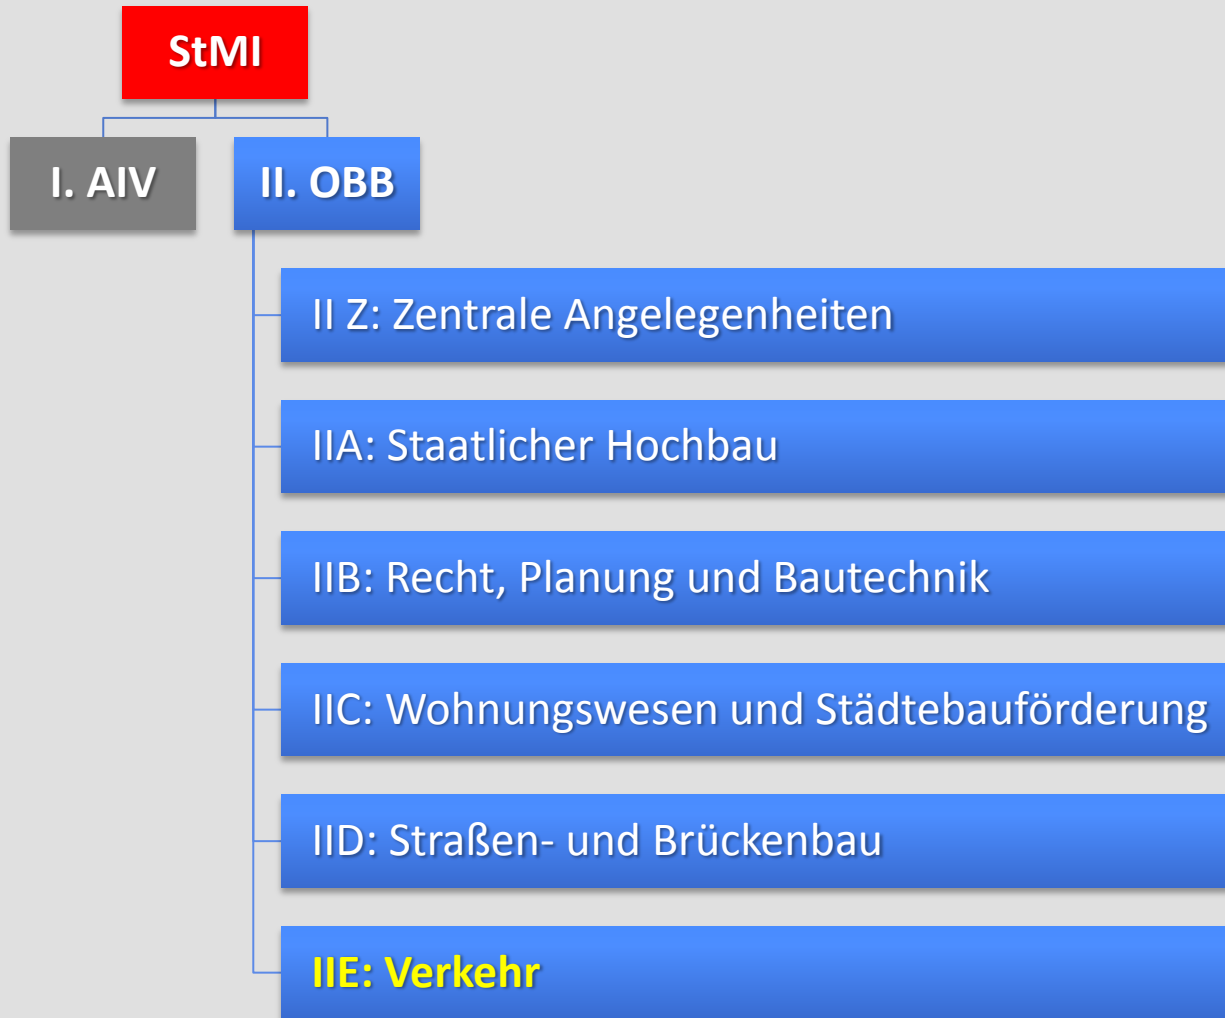 StMI
I. AIV
II. OBB
II Z: Zentrale Angelegenheiten
IIA: Staatlicher Hochbau
IIB: Recht, Planung und Bautechnik
IIC: Wohnungswesen und Städtebauförderung
IID: Straßen- und Brückenbau
IIE: Verkehr